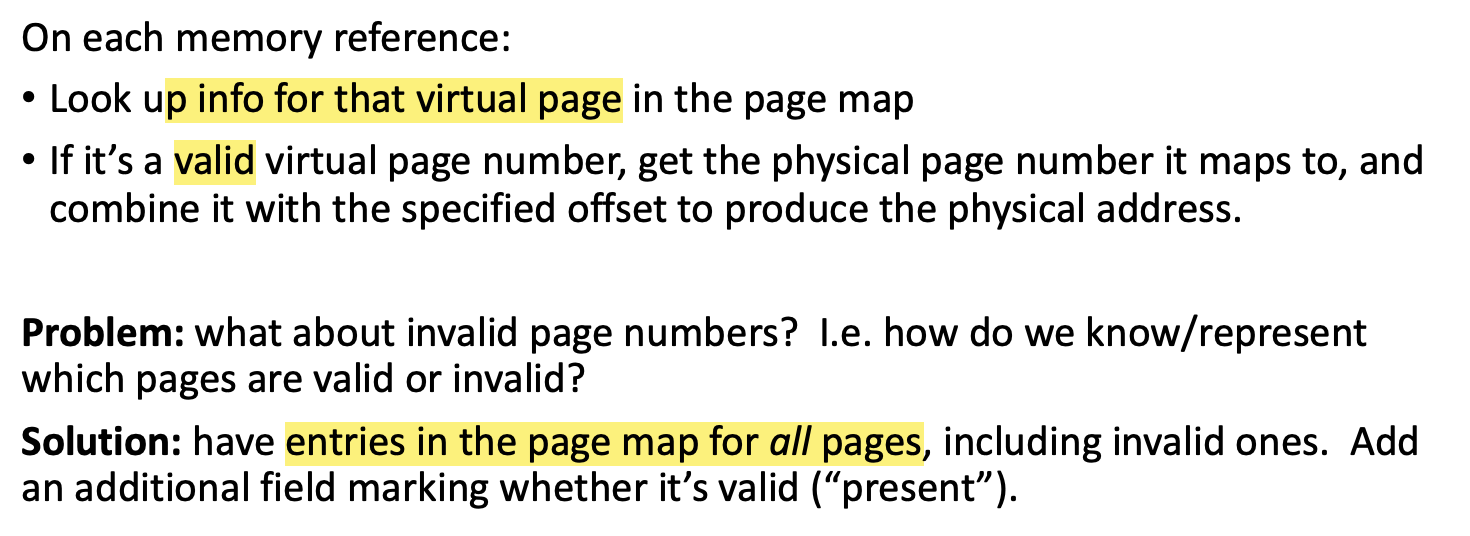 On each memory reference:
• Look up info for that virtual page in the page map
• If it’s a valid virtual page number, get the physical page number it maps to, and
combine it with the specified offset to produce the physical address.
Problem: what about invalid page numbers?  I.e. how do we know/represent
which pages are valid or invalid?
Solution: have entries in the page map for all pages, including invalid ones.  Add
an additional field marking whether it’s valid (“present”).